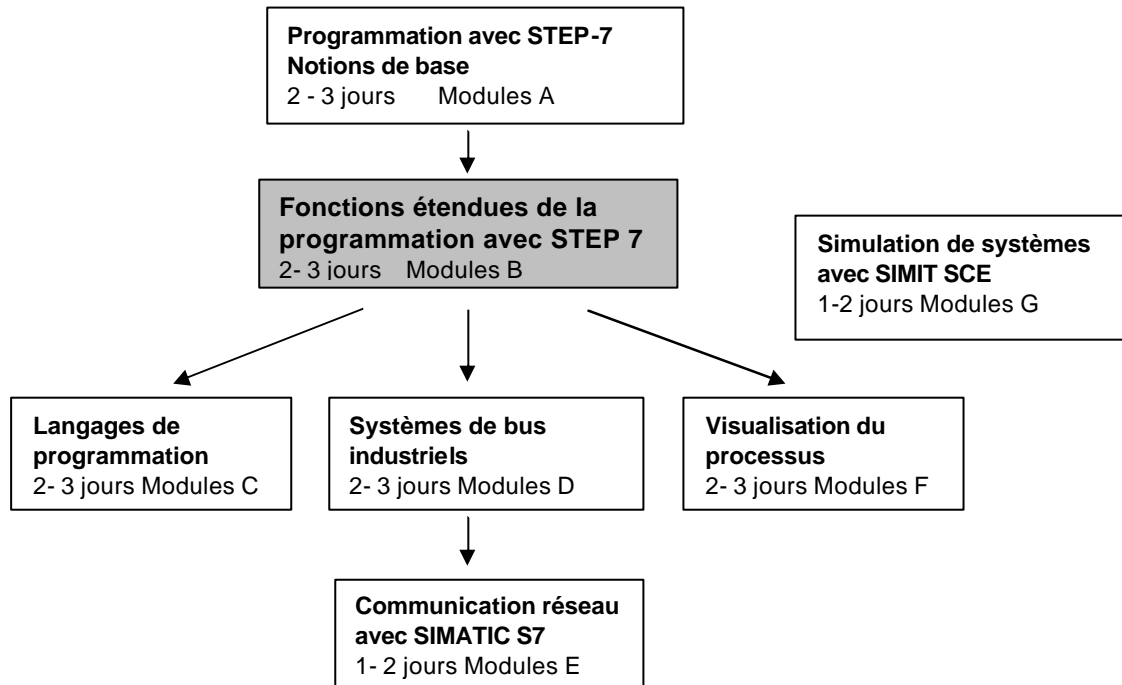 Programmation avec STEP-7
Notions de base
2 - 3 jours Modules A
Fonctions étendues de la
programmation avec STEP 7
2- 3 jours Modules B
Simulation de systèmes
avec SIMIT SCE
1-2 jours Modules G
Langages de
programmation
2- 3 jours Modules C
Systèmes de bus
industriels
2- 3 jours Modules D
Visualisation du
processus
2- 3 jours Modules F
Communication réseau
avec SIMATIC S7
1- 2 jours Modules E